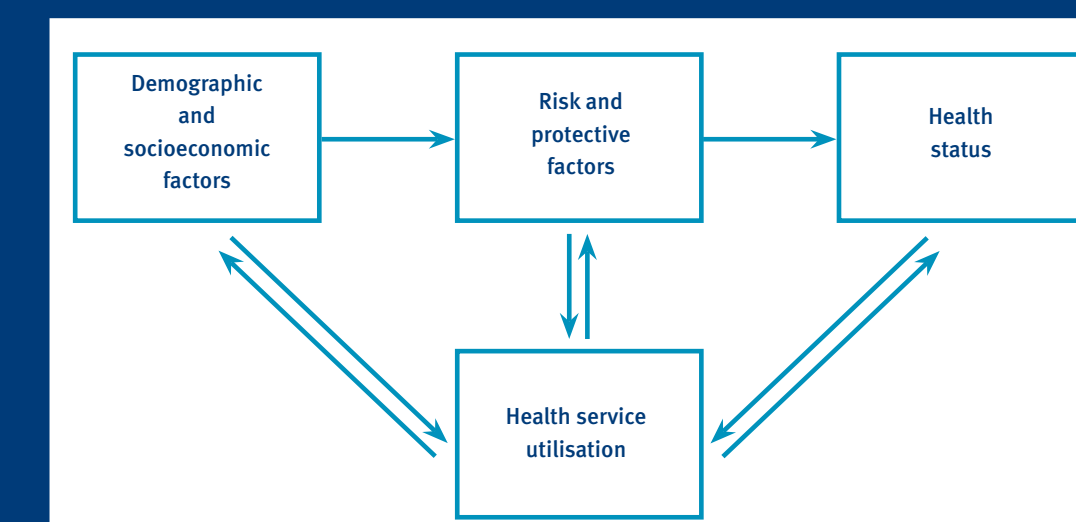 Demographic
and
socioeconomic
factors
Risk and
protective
factors
Health
status
Health service
utilisation